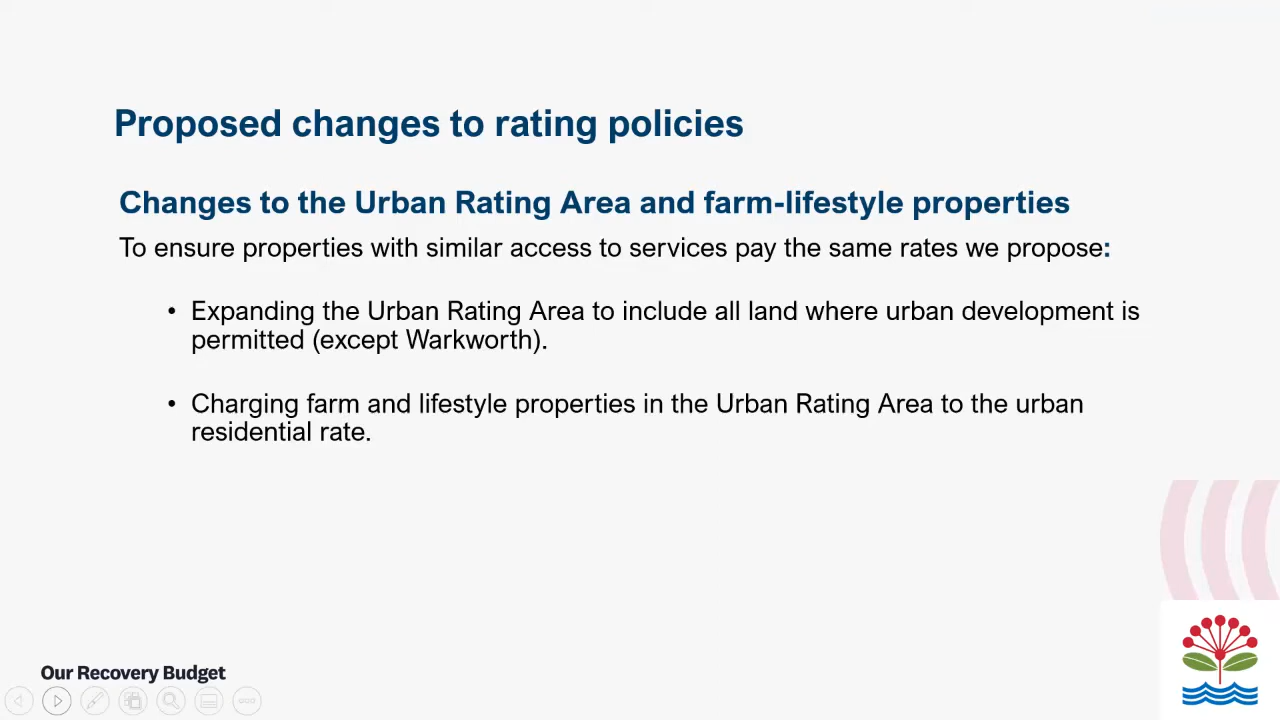 Proposed changes to rating policies
Changes to the Urban Rating Area and farm-lifestyle properties
To ensure properties with similar access to services pay the same rates we propose:
• Expanding the Urban Rating Area to include all land where urban development is
permitted (except Warkworth).
• Charging farm and lifestyle properties in the Urban Rating Area to the urban
residential rate.
Our Recovery Budget